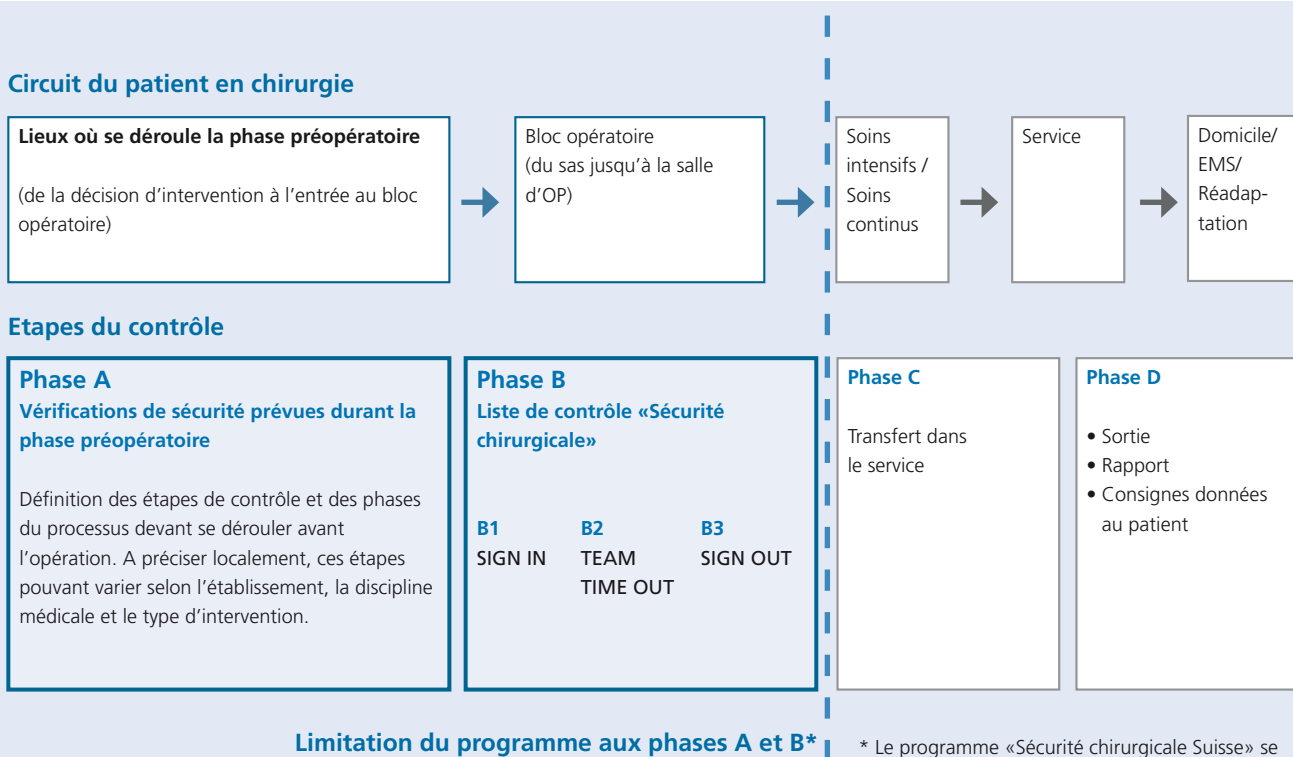 Circuit du patient en chirurgie
Lieux où se déroule la phase préopératoire
(de la décision d'intervention à l'entrée au bloc
opératoire)
Bloc opératoire
(du sas jusqu'à la salle
d'OP)
Soins
intensifs /
Soins
continus
Service
Domicile/
EMS/
Réadap-
tation
Etapes du contrôle
Phase A
Vérifications de sécurité prévues durant la
phase préopératoire
Définition des étapes de contrôle et des phases
du processus devant se dérouler avant
l'opération. A préciser localement, ces étapes
pouvant varier selon l'établissement, la discipline
médicale et le type d'intervention.
Phase B
Liste de contrôle «Sécurité
chirurgicale»
B1
SIGN IN
B2
TEAM
TIME OUT
B3
SIGN OUT
Phase C
Transfert dans
le service
Phase D
• Sortie
• Rapport
• Consignes données
au patient
Limitation du programme aux phases A et B*
* Le programme «Sécurité chirurgicale Suisse» se